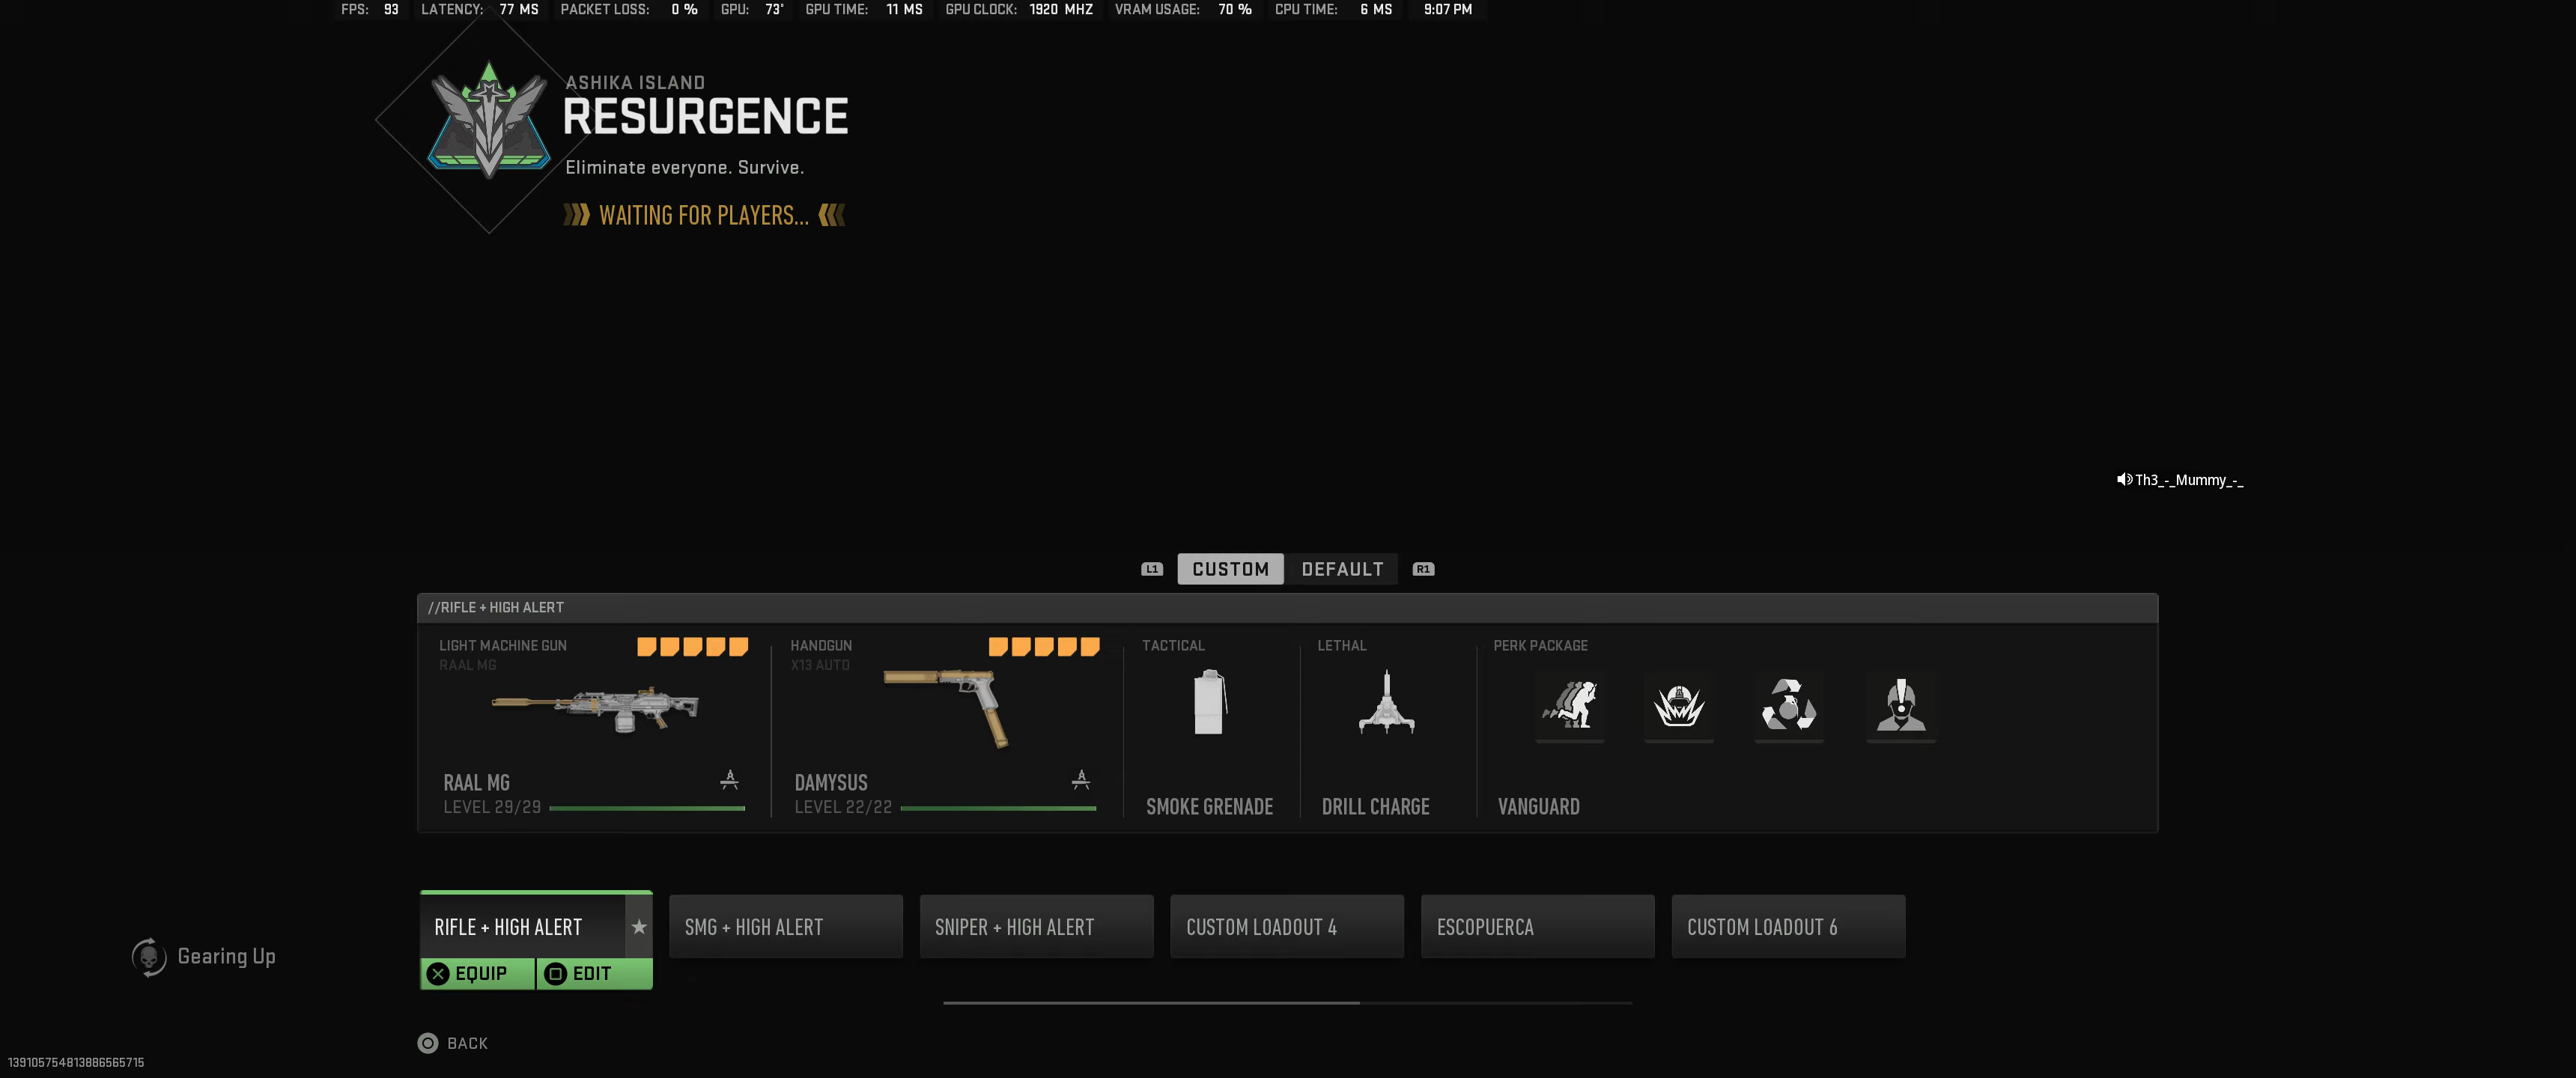 FPS: 93 LATENCY: 77 MS PACKET LOSS: 0 % GPU: 73° GPU TIME: 11 MS GPU CLOCK: 1920 MHZ VRAM USAGE: 70 % CPU TIME: 6 MS 9:07 PM
ASHIKA ISLAND
RESURGENCE
Eliminate everyone. Survive.
WAITING FOR PLAYERS...
Th3_-_Mummy_-_
L1 CUSTOM DEFAULT R1
//RIFLE + HIGH ALERT
LIGHT MACHINE GUN HANDGUN TACTICAL LETHAL PERK PACKAGE
RAAL MG X13 AUTO
RAAL MG DAMYSUS
LEVEL 29/29 LEVEL 22/22 SMOKE GRENADE DRILL CHARGE VANGUARD
RIFLE + HIGH ALERT SMG + HIGH ALERT SNIPER + HIGH ALERT CUSTOM LOADOUT 4 ESCOPUERCA CUSTOM LOADOUT 6
Gearing Up
EQUIP EDIT
BACK
139105754813886565715